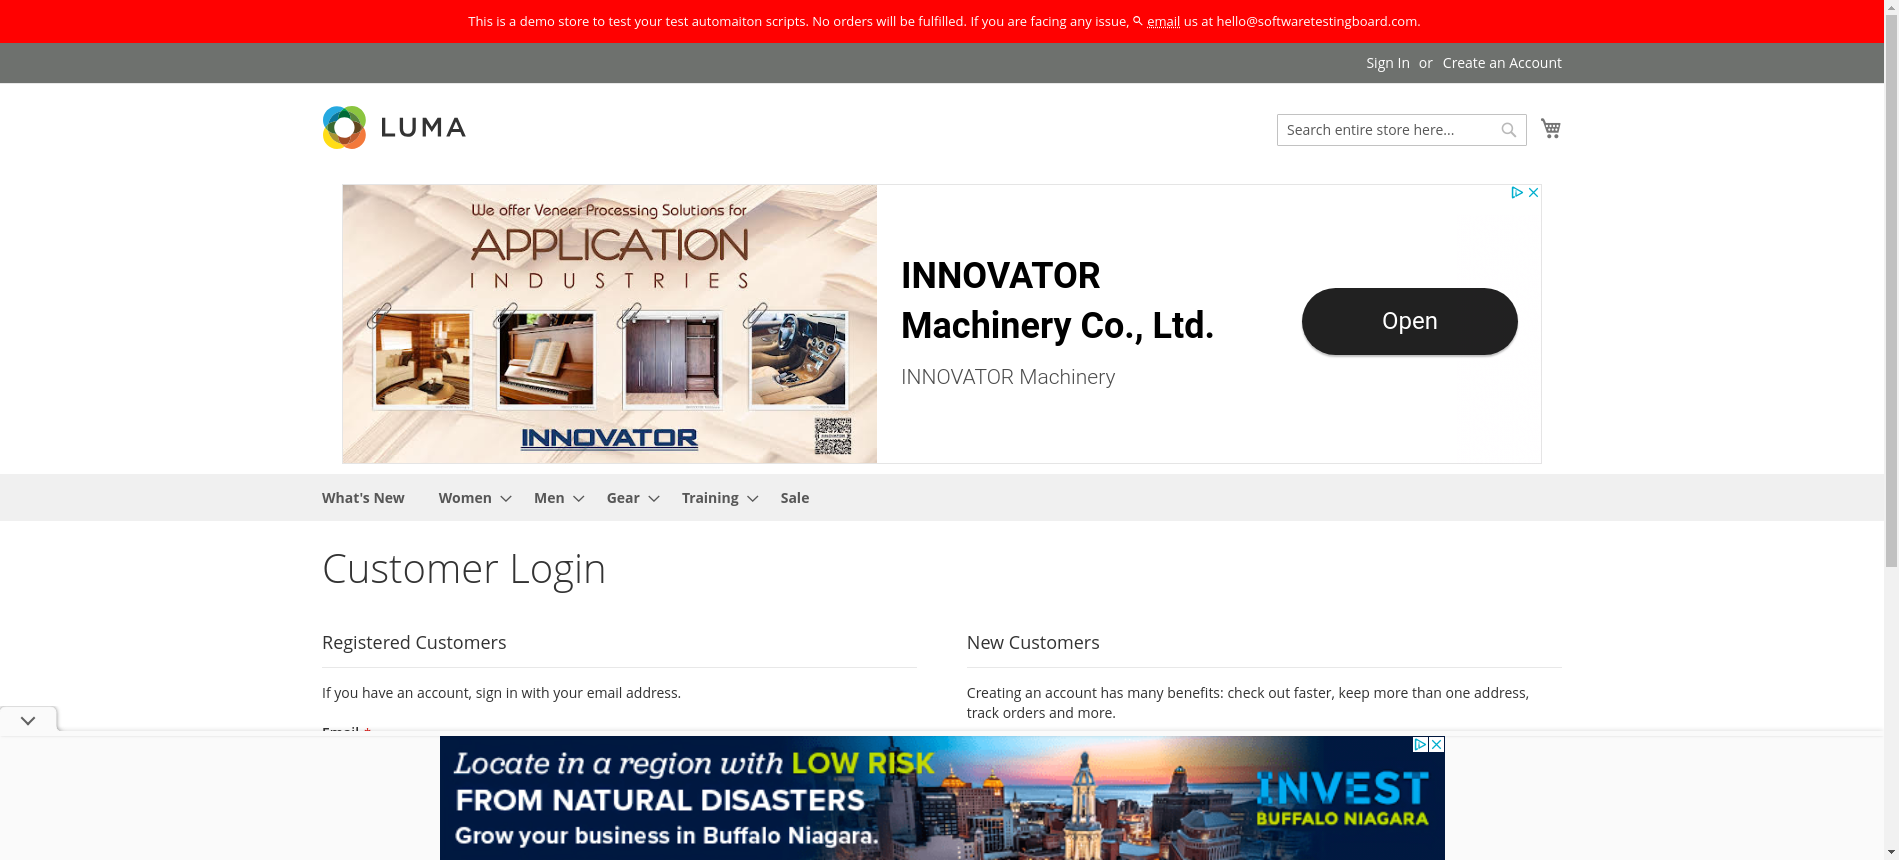 This is a demo store to test your test automaiton scripts. No orders will be fulfilled. If you are facing any issue, email us at hello@softwaretestingboard.com.
Sign In or Create an Account
LUMA
Search entire store here...
We offer Veneer Processing Solutions for
APPLICATION
INDUSTRIES
INNOVATOR
INNOVATOR
Machinery Co., Ltd.
INNOVATOR Machinery
Open
What's New Women Men Gear Training Sale
Customer Login
Registered Customers
If you have an account, sign in with your email address.
Email *
New Customers
Creating an account has many benefits: check out faster, keep more than one address,
track orders and more.
Locate in a region with LOW RISK
FROM NATURAL DISASTERS
Grow your business in Buffalo Niagara.
INVEST
BUFFALO NIAGARA